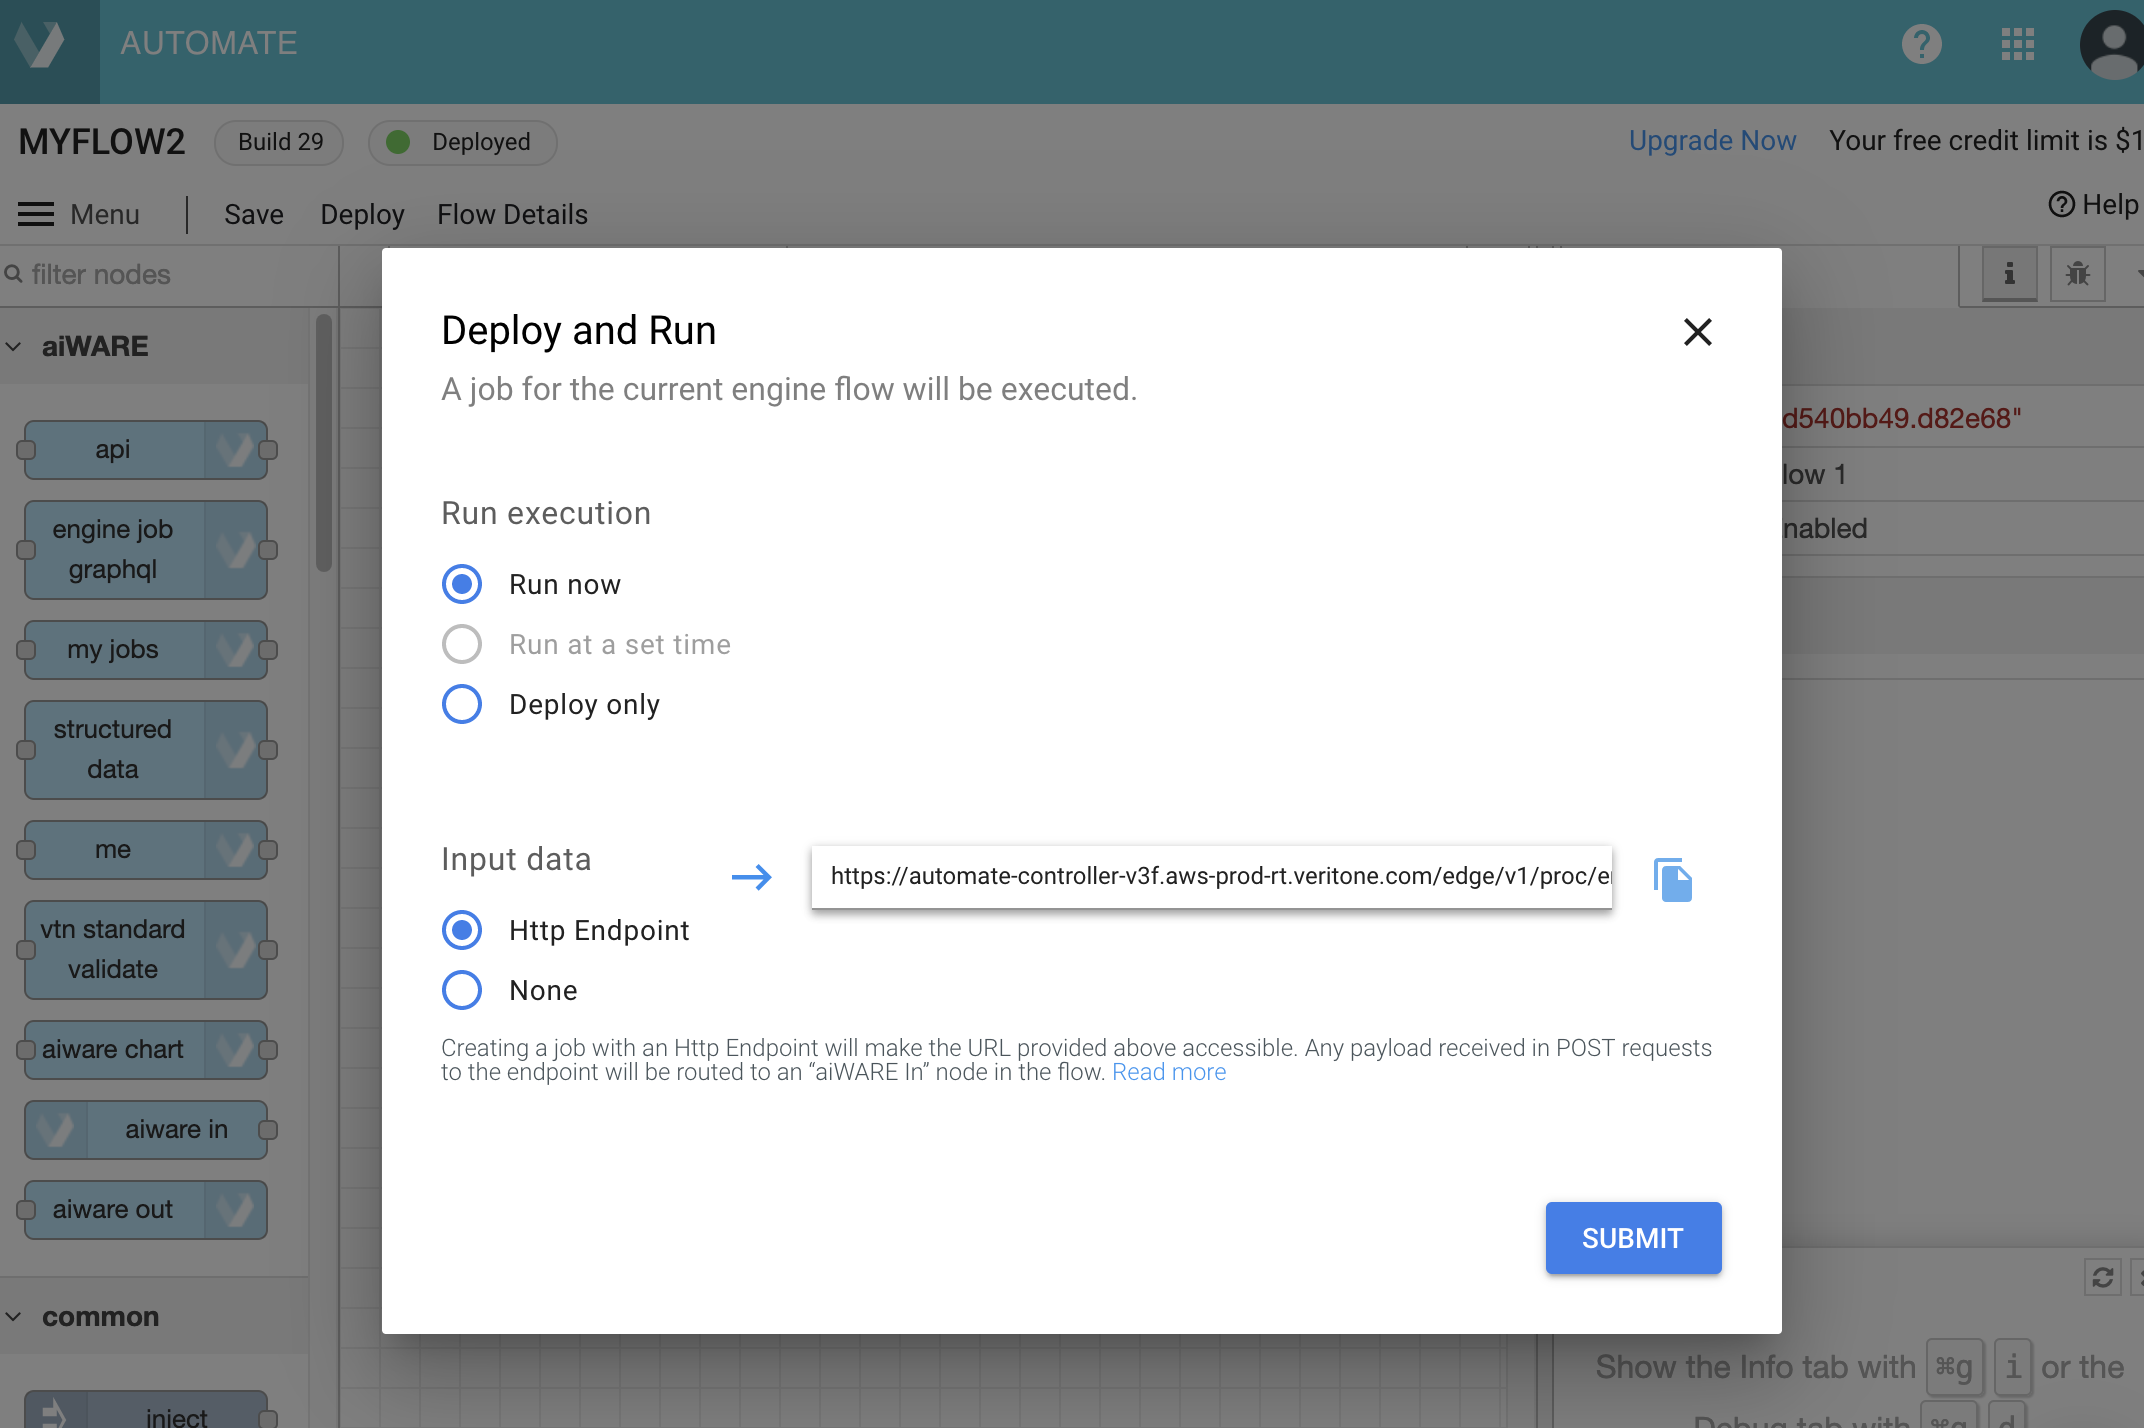 AUTOMATE
?
MYFLOW2
Build 29
Deployed
Upgrade Now
Your free credit limit is $1
Menu
Save
Deploy
Flow Details
? Help
filter nodes
i
aiWARE
api
engine job
graphql
my jobs
structured
data
me
vtn standard
validate
aiware chart
aiware in
aiware out
common
inject
Deploy and Run
A job for the current engine flow will be executed.
Run execution
Run now
Run at a set time
Deploy only
Input data
https://automate-controller-v3f.aws-prod-rt.veritone.com/edge/v1/proc/e
Http Endpoint
None
Creating a job with an Http Endpoint will make the URL provided above accessible. Any payload received in POST requests
to the endpoint will be routed to an “aiWARE In” node in the flow. Read more
SUBMIT
d540bb49.d82e68"
low 1
nabled
Show the Info tab with ⌘g i or the
Debug tab with ⌘g d